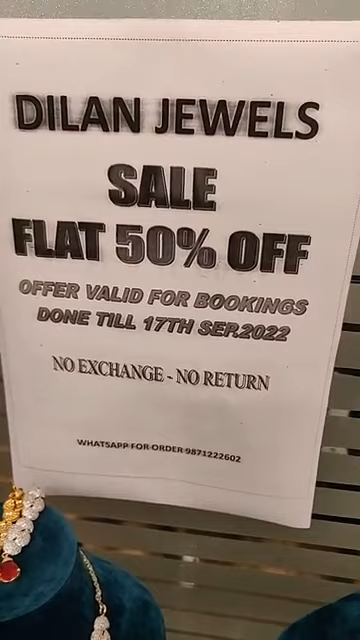 DILAN JEWELS
SALE
FLAT 50% OFF
OFFER VALID FOR BOOKINGS
DONE TILL 17TH SEP.2022
NO EXCHANGE - NO RETURN
WHATSAPP FOR ORDER 9871222602